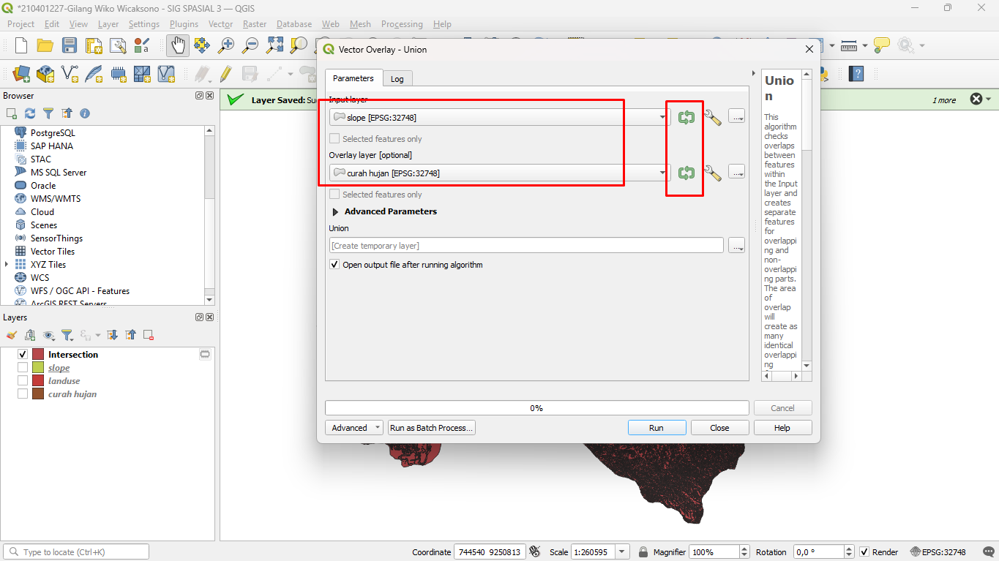 *210401227-Gilang Wiko Wicaksono - SIG SPASIAL 3 — QGIS
Project Edit View Layer Settings Plugins Vector Raster Database Web Mesh Processing Help
Vector Overlay - Union
Browser
PostgreSQL
SAP HANA
STAC
MS SQL Server
Oracle
WMS/WMTS
Cloud
Scenes
SensorThings
Vector Tiles
XYZ Tiles
WCS
WFS / OGC API - Features
ArcGIS REST Servers
Layers
Intersection
slope
landuse
curah hujan
Layer Saved: Su
1 more
Parameters Log
Input layer
slope [EPSG:32748]
Selected features only
Overlay layer [optional]
curah hujan [EPSG:32748]
Selected features only
Advanced Parameters
Union
[Create temporary layer]
Open output file after running algorithm
Unio
n
This
algorithm
checks
overlaps
between
features
within
the Input
layer and
creates
separate
features
for
overlappi
ng and
non-
overlappi
ng parts.
The area
of
overlap
will
create as
many
identical
overlappi
ng
0% Cancel
Advanced Run as Batch Process... Run Close Help
Type to locate (Ctrl+K) Coordinate 744540 9250813 Scale 1:260595 Magnifier 100% Rotation 0,0 ° Render EPSG:32748